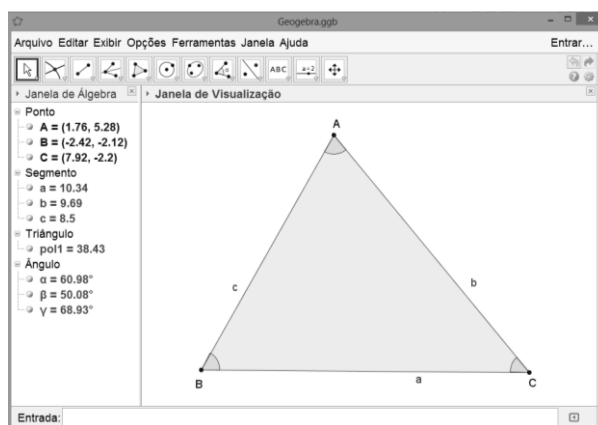 Geogebra.ggb
Arquivo Editar Exibir Opções Ferramentas Janela Ajuda Entrar...
ABC a=2
Janela de Álgebra
Janela de Visualização
Ponto
A = (1.76, 5.28)
B = (-2.42, -2.12)
C = (7.92, -2.2)
Segmento
a = 10.34
b = 9.69
c = 8.5
Triángulo
pol1 = 38.43
Ângulo
α = 60.98°
β = 50.08°
γ = 68.93°
A
c
b
B
a
C
Entrada: